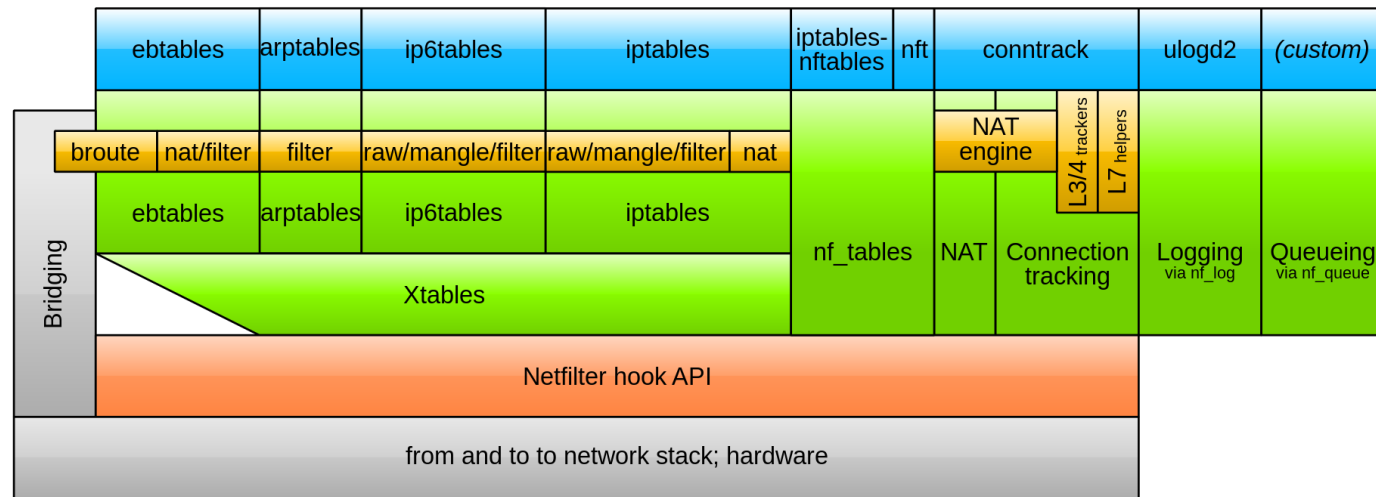 ebtables
arptables
ip6tables
iptables
iptables-
nftables
nft
conntrack
ulogd2
(custom)
broute
nat/filter
filter
raw/mangle/filter
raw/mangle/filter
nat
NAT
engine
L3/4 trackers
L7 helpers
ebtables
arptables
ip6tables
iptables
Bridging
Xtables
nf_tables
NAT
Connection
tracking
Logging
via nf_log
Queueing
via nf_queue
Netfilter hook API
from and to to network stack; hardware